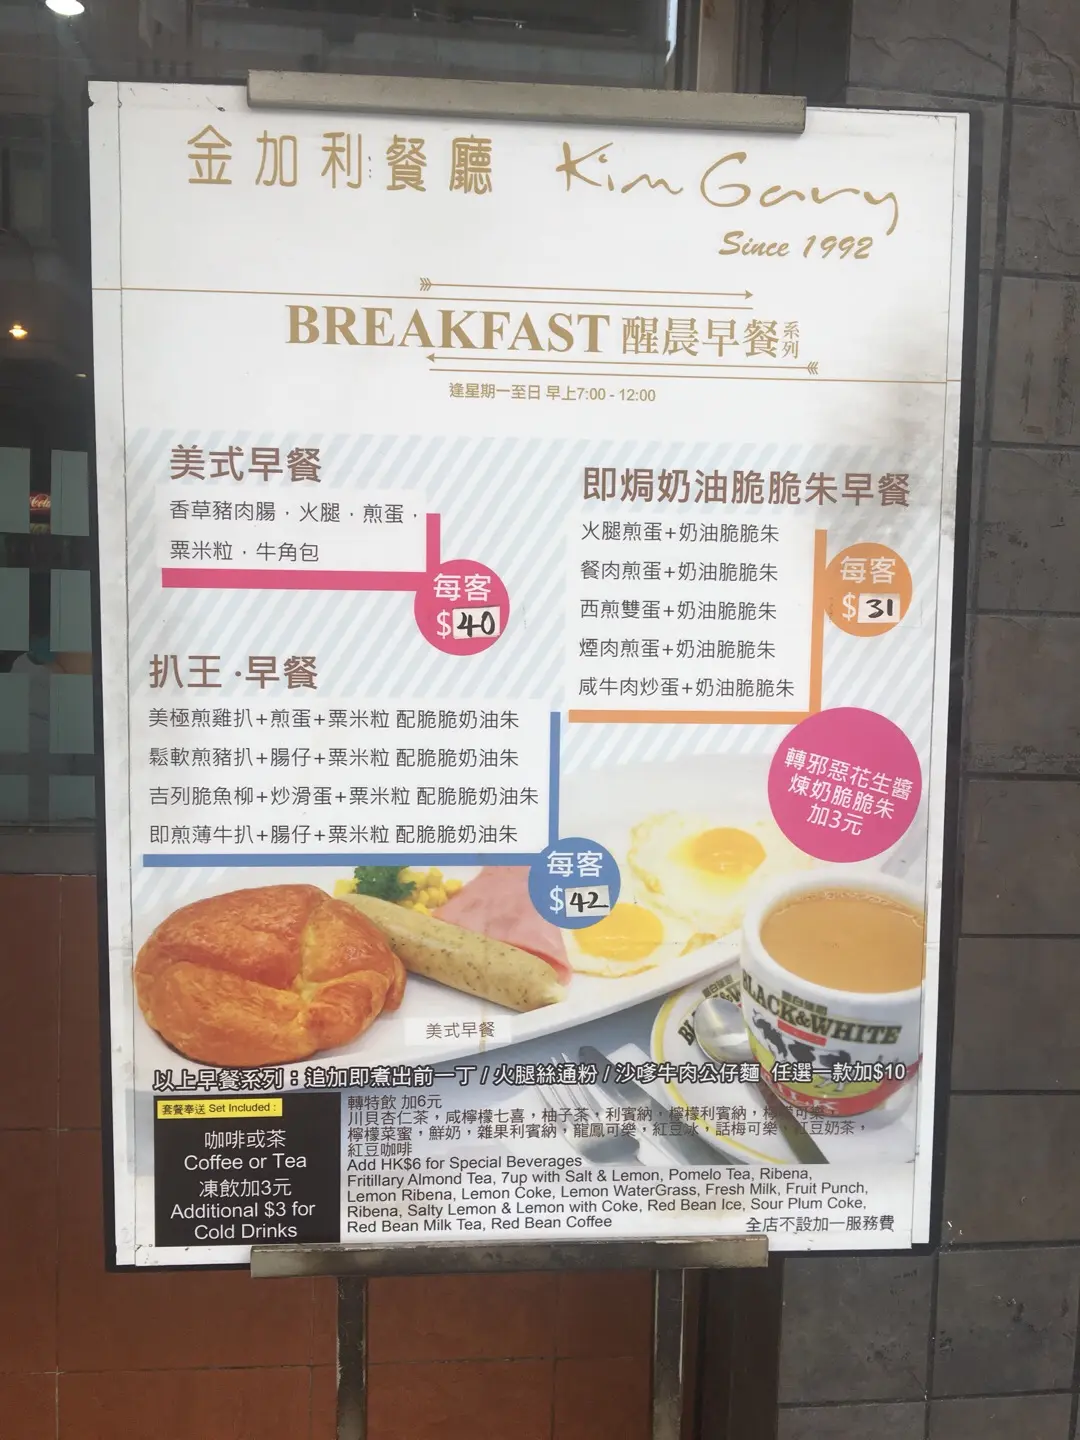 金加利餐廳 Kim Gary
Since 1992
BREAKFAST 醒晨早餐系列
逢星期一至日 早上7:00 - 12:00
美式早餐
香草豬肉腸．火腿．煎蛋．
粟米粒．牛角包
每客
$40
即焗奶油脆脆朱早餐
火腿煎蛋+奶油脆脆朱
餐肉煎蛋+奶油脆脆朱
西煎雙蛋+奶油脆脆朱
煙肉煎蛋+奶油脆脆朱
咸牛肉炒蛋+奶油脆脆朱
每客
$31
扒王·早餐
美極煎雞扒+煎蛋+粟米粒 配脆脆奶油朱
鬆軟煎豬扒+腸仔+粟米粒 配脆脆奶油朱
吉列脆魚柳+炒滑蛋+粟米粒 配脆脆奶油朱
即煎薄牛扒+腸仔+粟米粒 配脆脆奶油朱
每客
$42
轉邪惡花生醬
煉奶脆脆朱
加3元
BLACK&WHITE
MILK
美式早餐
以上早餐系列：追加即煮出前一丁 / 火腿絲通粉 / 沙嗲牛肉公仔麵 任選一款加$10
套餐奉送 Set Included :
咖啡或茶
Coffee or Tea
凍飲加3元
Additional $3 for
Cold Drinks
轉特飲 加6元
川貝杏仁茶，咸檸檬七喜，柚子茶，利賓納，檸檬利賓納，檸檬可樂，
檸檬菜蜜，鮮奶，雜果利賓納，龍鳳可樂，紅豆冰，話梅可樂，紅豆奶茶，
紅豆咖啡
Add HK$6 for Special Beverages
Fritillary Almond Tea, 7up with Salt & Lemon, Pomelo Tea, Ribena,
Lemon Ribena, Lemon Coke, Lemon WaterGrass, Fresh Milk, Fruit Punch,
Ribena, Salty Lemon & Lemon with Coke, Red Bean Ice, Sour Plum Coke,
Red Bean Milk Tea, Red Bean Coffee
全店不設加一服務費